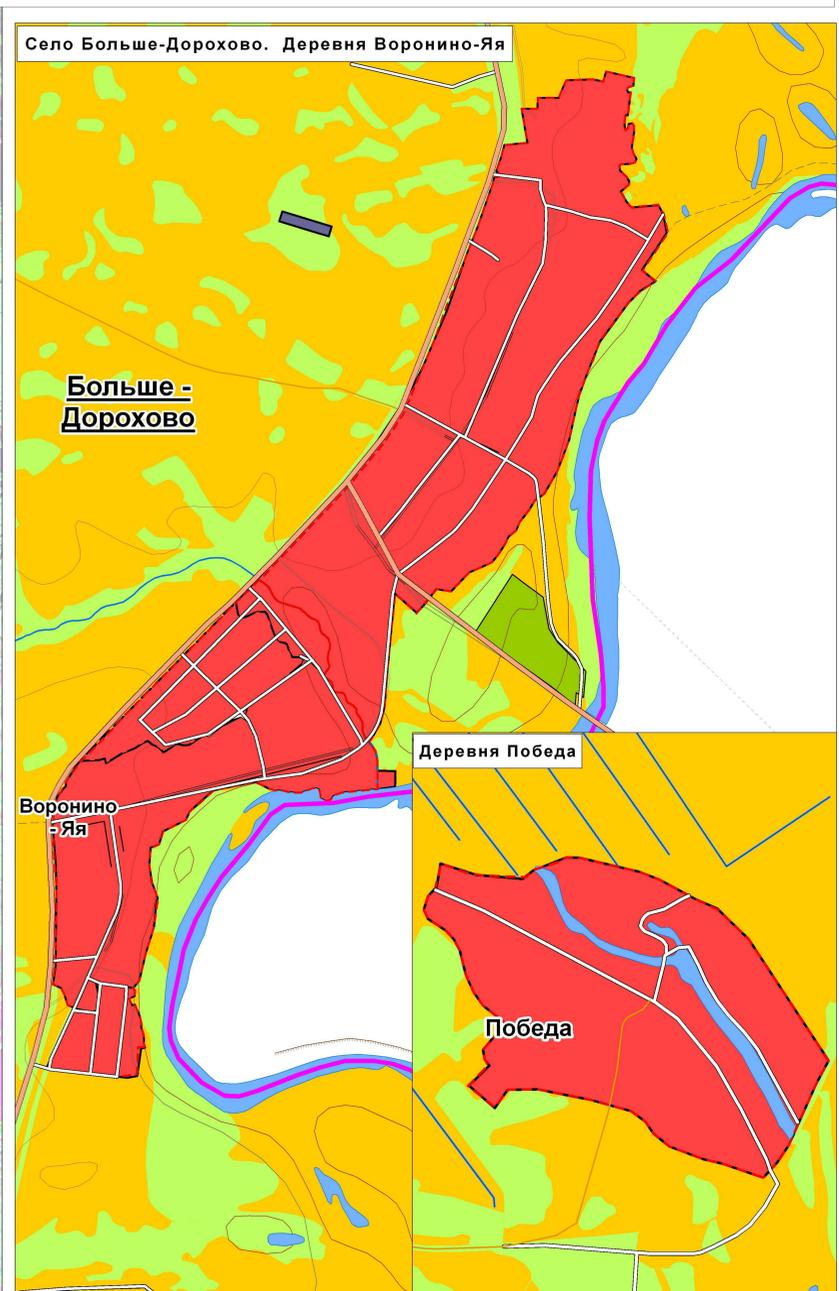 Село Больше-Дорохово.  Деревня Воронино-Яя
Больше -
Дорохово
Воронино
- Яя
Деревня Победа
Победа